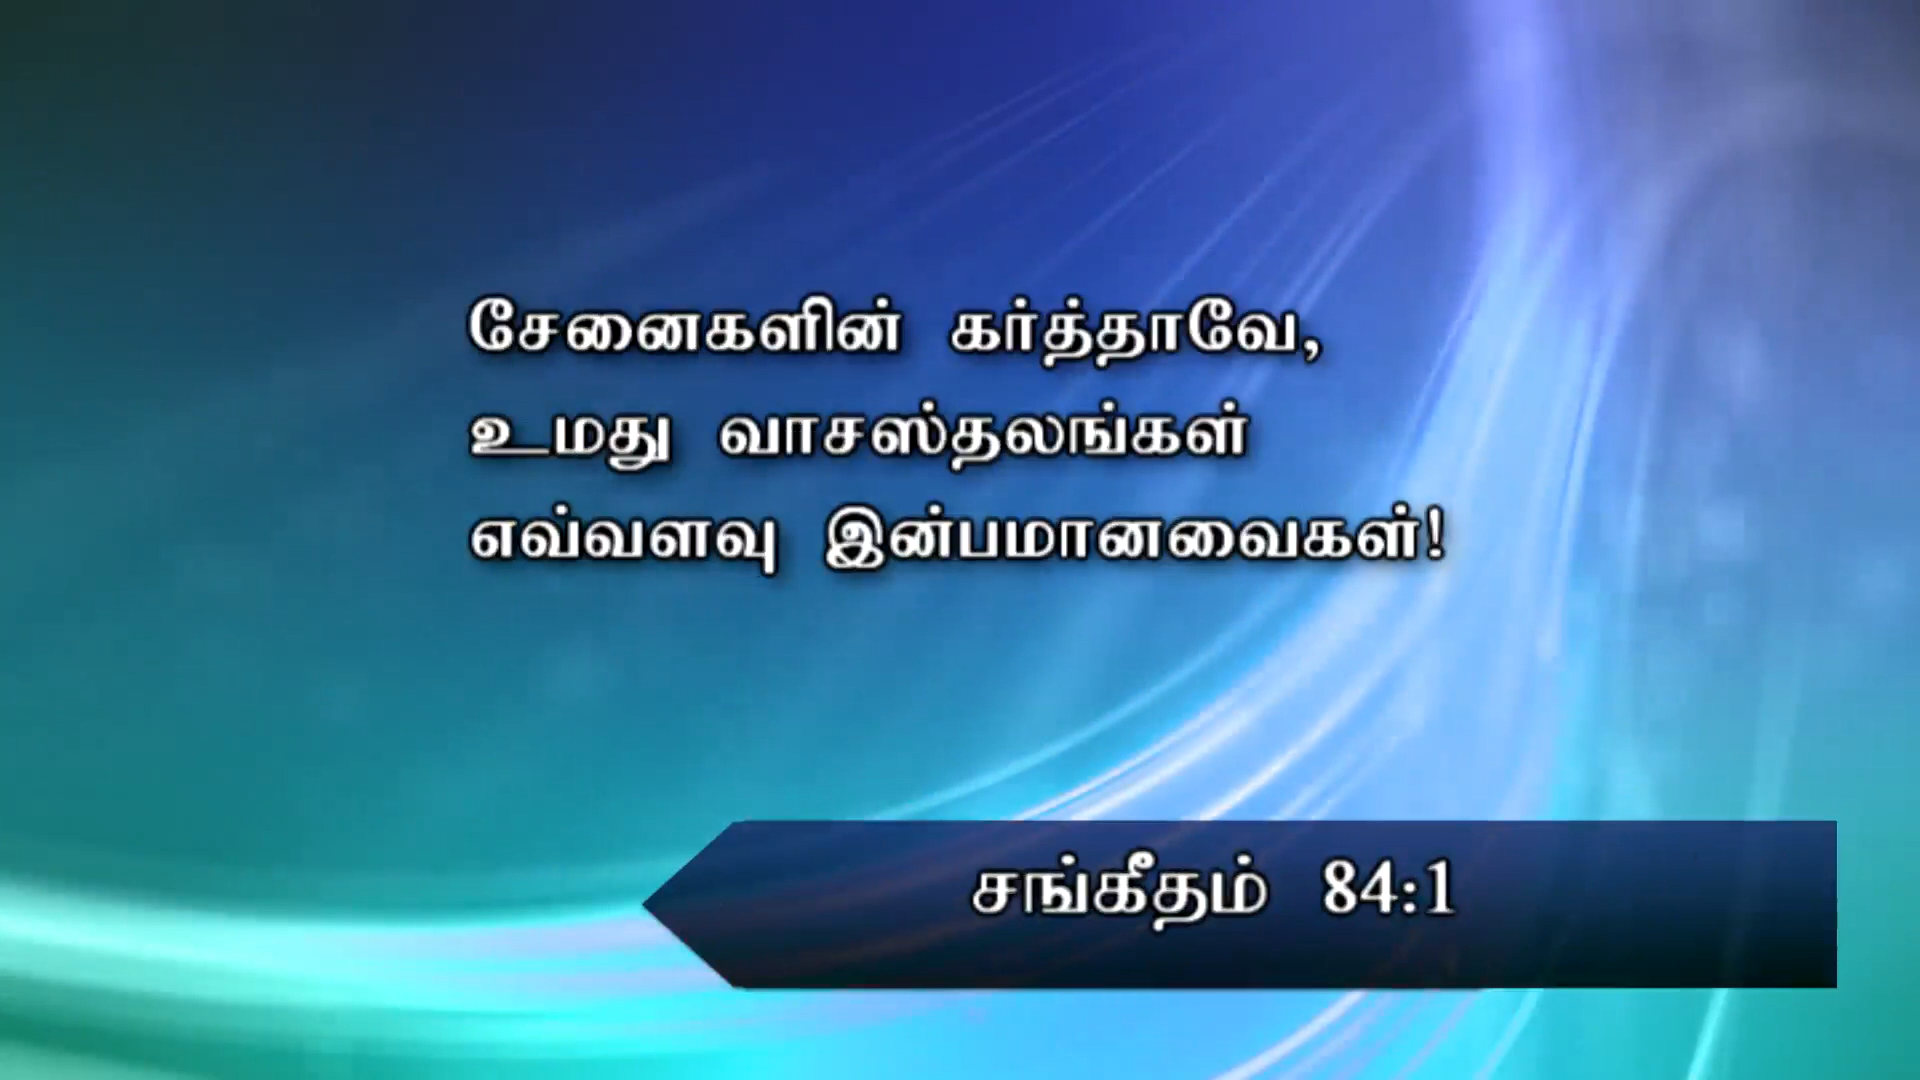 சேனைகளின் கர்த்தாவே,
உமது வாசஸ்தலங்கள்
எவ்வளவு இன்பமானவைகள்!
சங்கீதம் 84:1